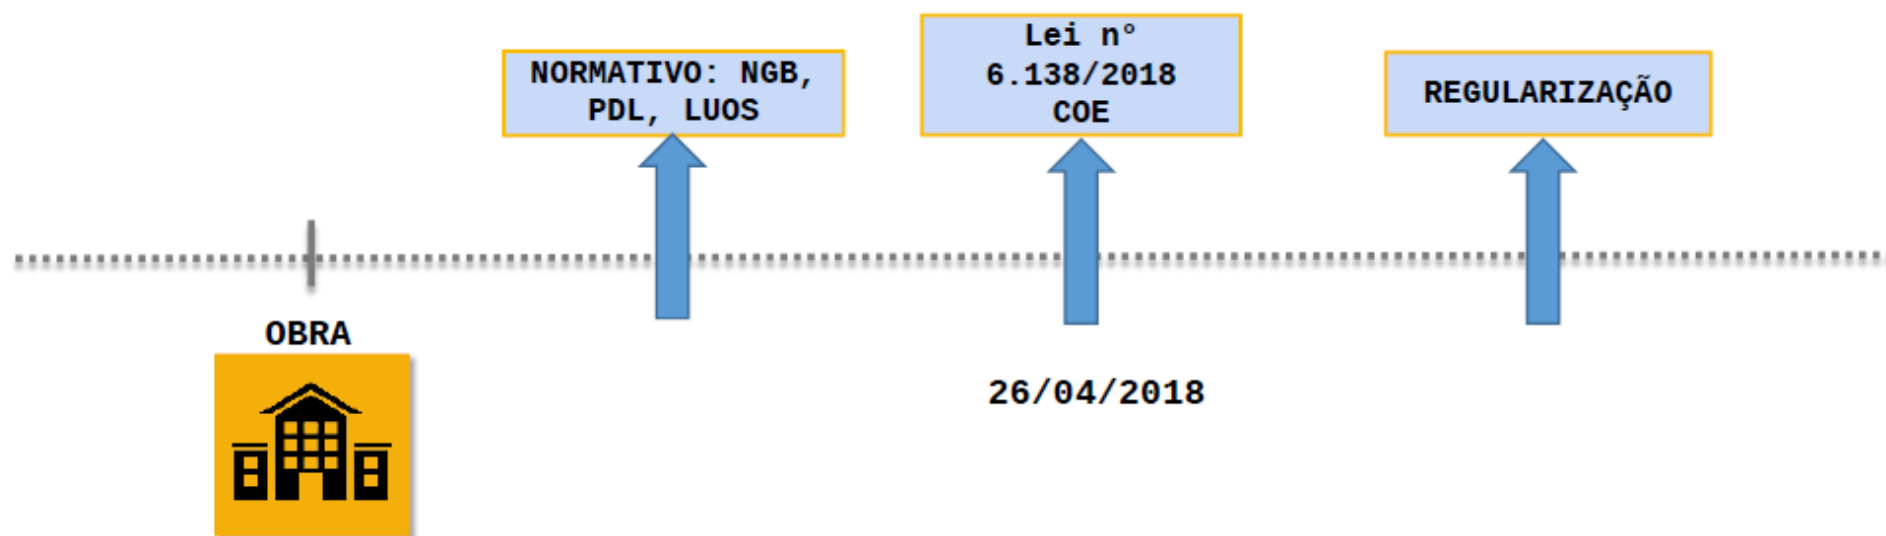 NORMATIVO: NGB,
PDL, LUOS
Lei nº
6.138/2018
COE
REGULARIZAÇÃO
OBRA
26/04/2018